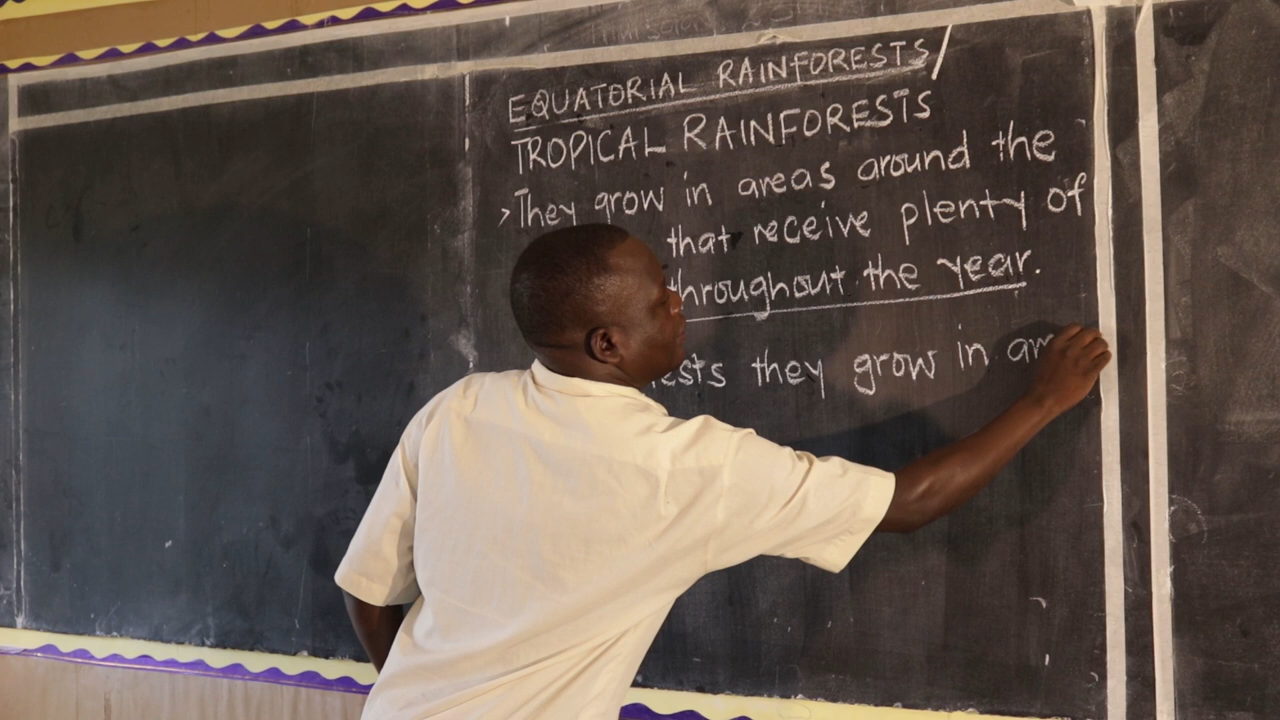 EQUATORIAL RAINFORESTS/
TROPICAL RAINFORESTS
>They grow in areas around the
that receive plenty of
throughout the year.
they grow in